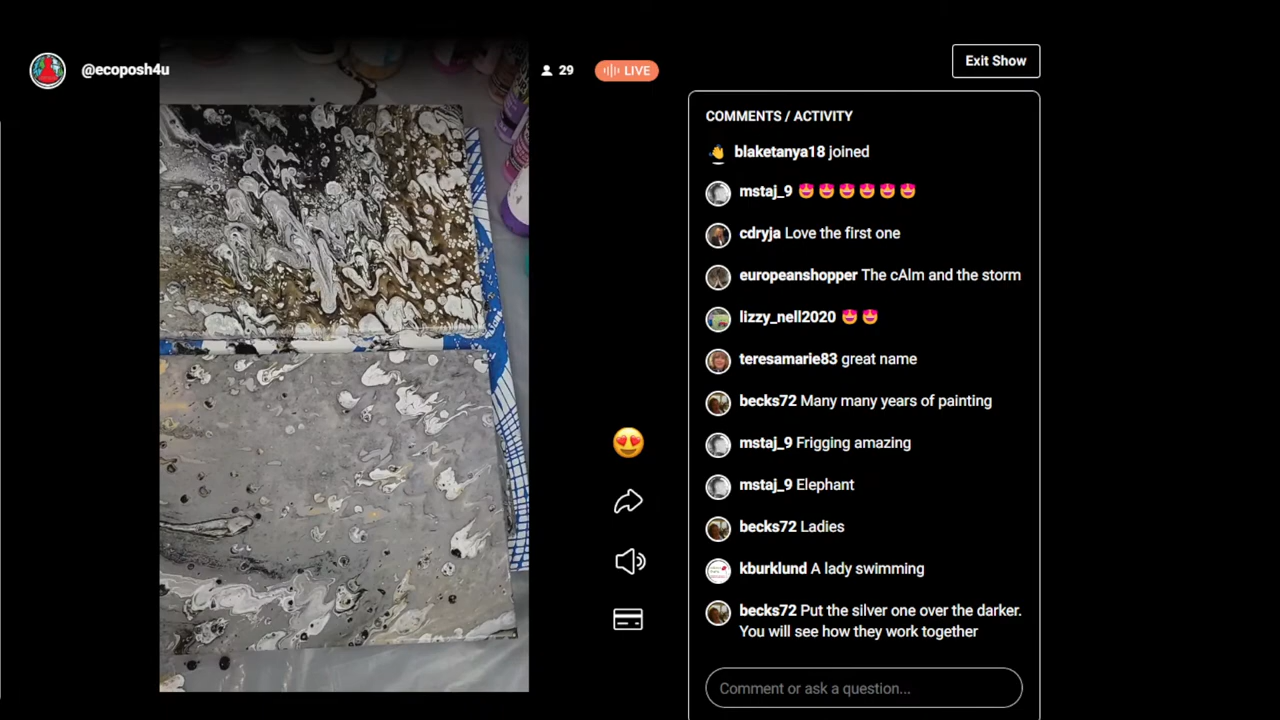 @ecoposh4u
29
LIVE
Exit Show
COMMENTS / ACTIVITY
blaketanya18 joined
mstaj_9 😍😍😍😍😍😍
cdryja Love the first one
europeanshopper The cAlm and the storm
lizzy_nell2020 😍😍
teresamarie83 great name
becks72 Many many years of painting
mstaj_9 Frigging amazing
mstaj_9 Elephant
becks72 Ladies
kburklund A lady swimming
becks72 Put the silver one over the darker.
You will see how they work together
Comment or ask a question...